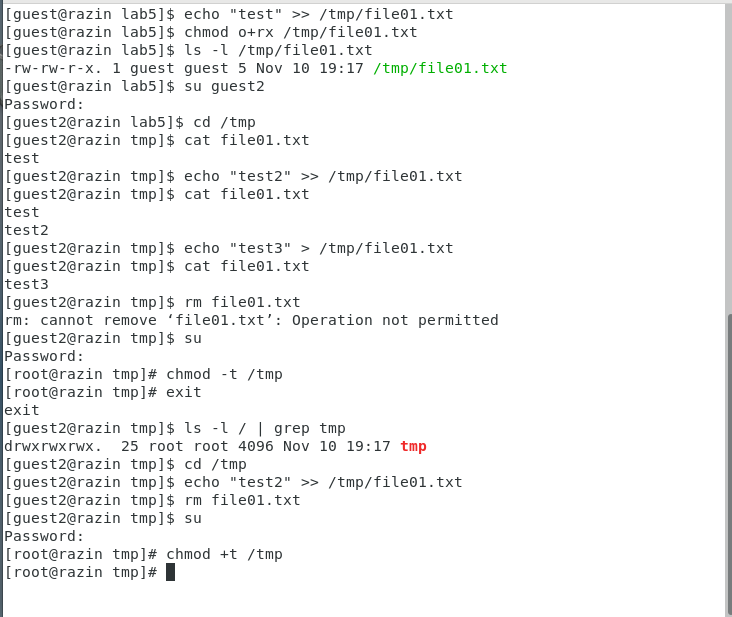 [guest@razin lab5]$ echo "test" >> /tmp/file01.txt
[guest@razin lab5]$ chmod o+rx /tmp/file01.txt
[guest@razin lab5]$ ls -l /tmp/file01.txt
-rw-rw-r-x. 1 guest guest 5 Nov 10 19:17 /tmp/file01.txt
[guest@razin lab5]$ su guest2
Password:
[guest2@razin lab5]$ cd /tmp
[guest2@razin tmp]$ cat file01.txt
test
[guest2@razin tmp]$ echo "test2" >> /tmp/file01.txt
[guest2@razin tmp]$ cat file01.txt
test
test2
[guest2@razin tmp]$ echo "test3" > /tmp/file01.txt
[guest2@razin tmp]$ cat file01.txt
test3
[guest2@razin tmp]$ rm file01.txt
rm: cannot remove ‘file01.txt’: Operation not permitted
[guest2@razin tmp]$ su
Password:
[root@razin tmp]# chmod -t /tmp
[root@razin tmp]# exit
exit
[guest2@razin tmp]$ ls -l / | grep tmp
drwxrwxrwx.  25 root root 4096 Nov 10 19:17 tmp
[guest2@razin tmp]$ cd /tmp
[guest2@razin tmp]$ echo "test2" >> /tmp/file01.txt
[guest2@razin tmp]$ rm file01.txt
[guest2@razin tmp]$ su
Password:
[root@razin tmp]# chmod +t /tmp
[root@razin tmp]#